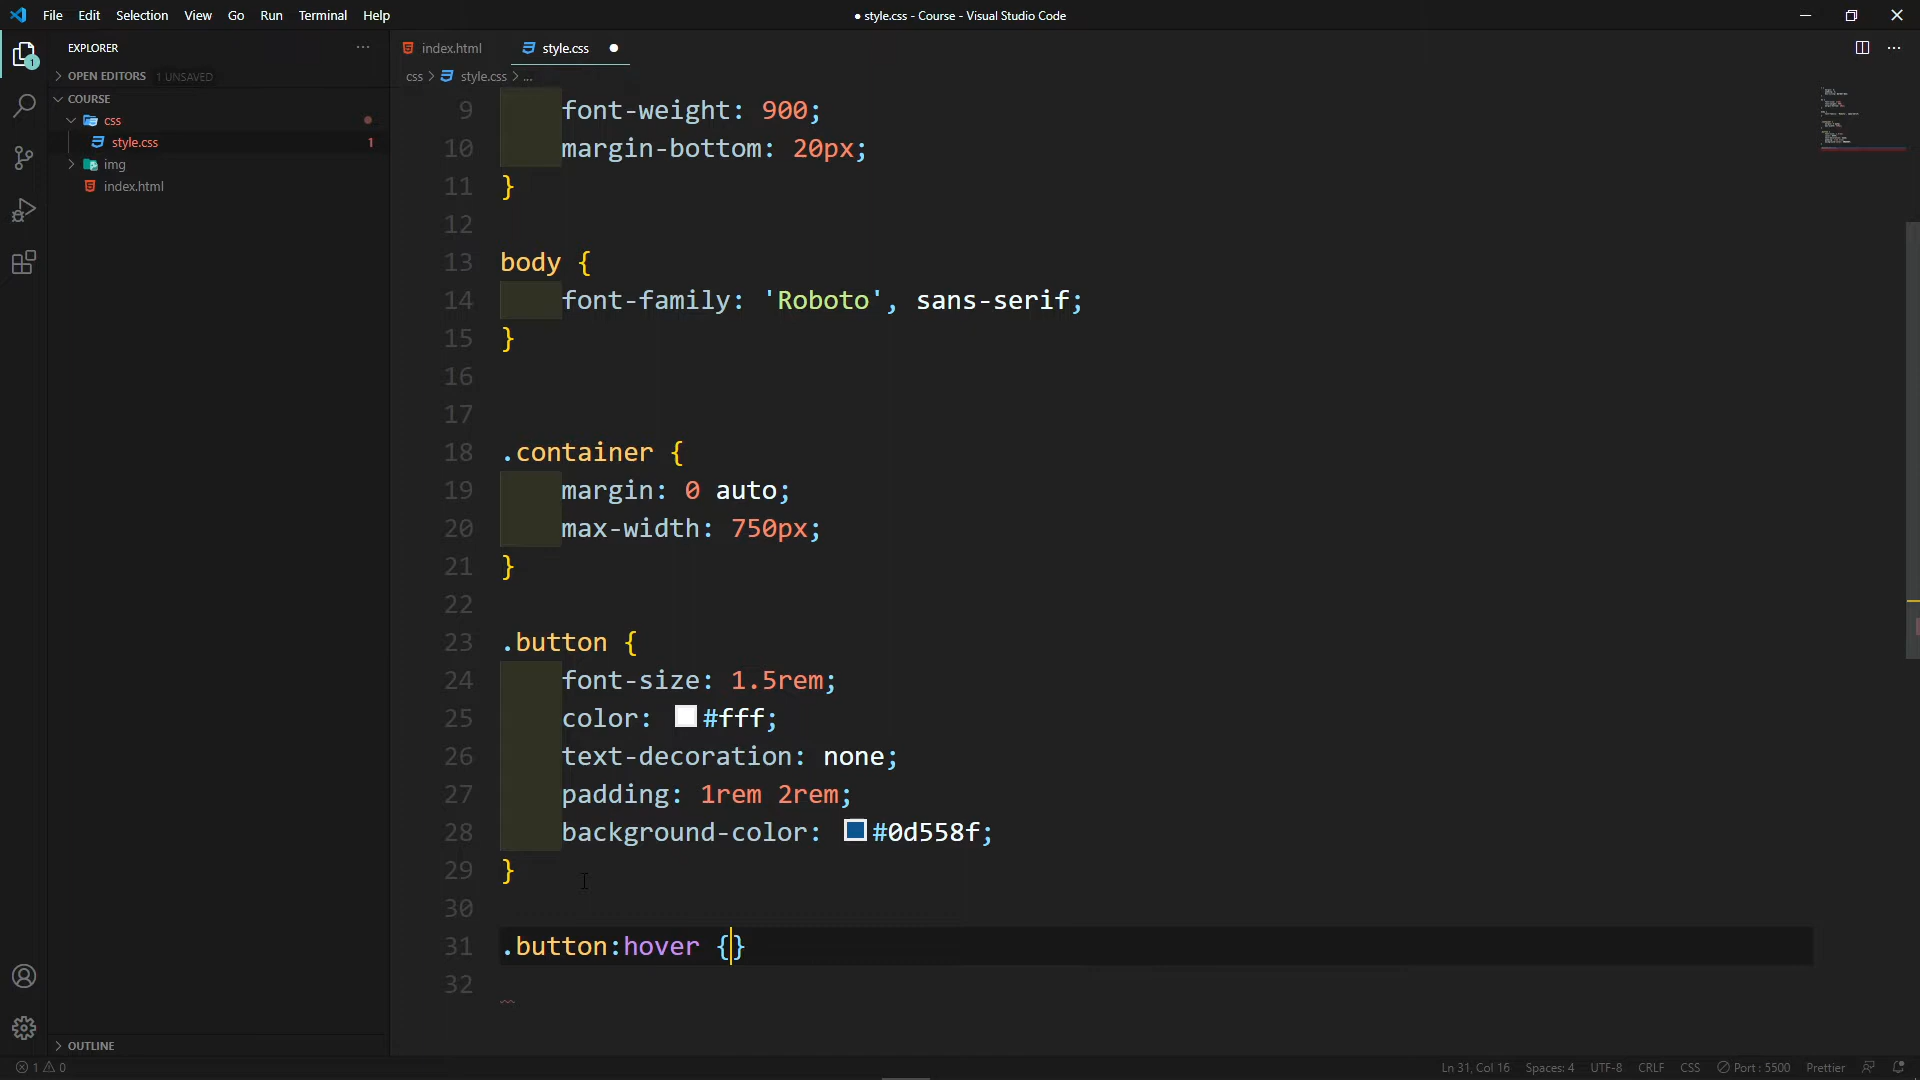 File Edit Selection View Go Run Terminal Help
● style.css - Course - Visual Studio Code
EXPLORER
index.html
style.css
OPEN EDITORS 1 UNSAVED
css > style.css > ...
COURSE
css
style.css 1
img
index.html
1
9 font-weight: 900;
10 margin-bottom: 20px;
11 }
12
13 body {
14 font-family: 'Roboto', sans-serif;
15 }
16
17
18 .container {
19 margin: 0 auto;
20 max-width: 750px;
21 }
22
23 .button {
24 font-size: 1.5rem;
25 color: #fff;
26 text-decoration: none;
27 padding: 1rem 2rem;
28 background-color: #0d558f;
29 }
30
31 .button:hover {}
32
OUTLINE
1 0
Ln 31, Col 16 Spaces: 4 UTF-8 CRLF CSS Port : 5500 Prettier